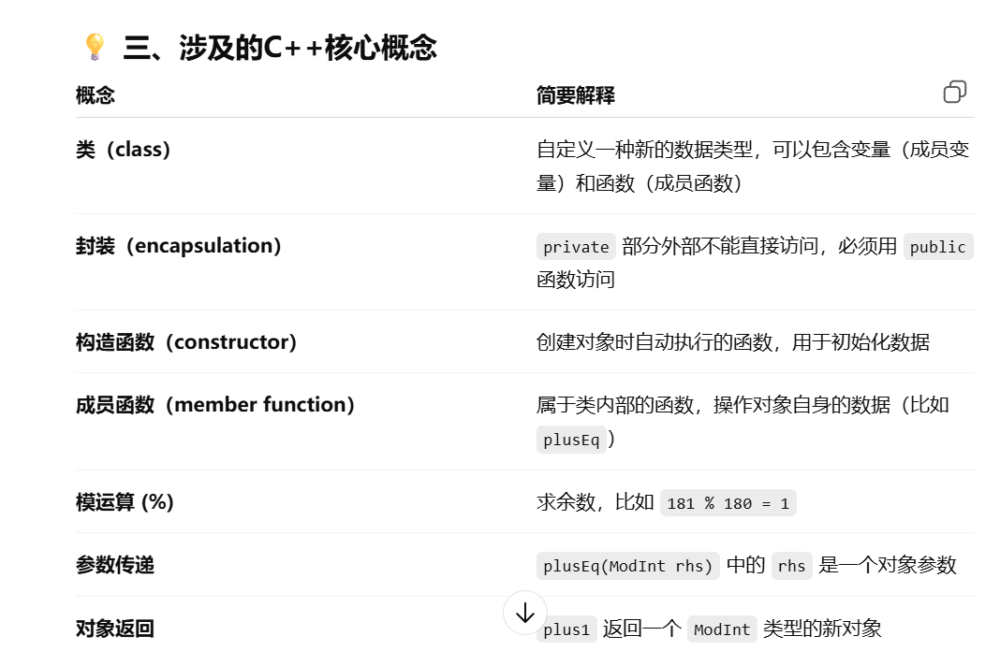 💡 三、涉及的C++核心概念
概念 简要解释
类（class） 自定义一种新的数据类型，可以包含变量（成员变
量）和函数（成员函数）
封装（encapsulation） private 部分外部不能直接访问，必须用 public
函数访问
构造函数（constructor） 创建对象时自动执行的函数，用于初始化数据
成员函数（member function） 属于类内部的函数，操作对象自身的数据（比如
plusEq）
模运算 (%) 求余数，比如 181 % 180 = 1
参数传递 plusEq(ModInt rhs) 中的 rhs 是一个对象参数
对象返回 plus1 返回一个 ModInt 类型的新对象